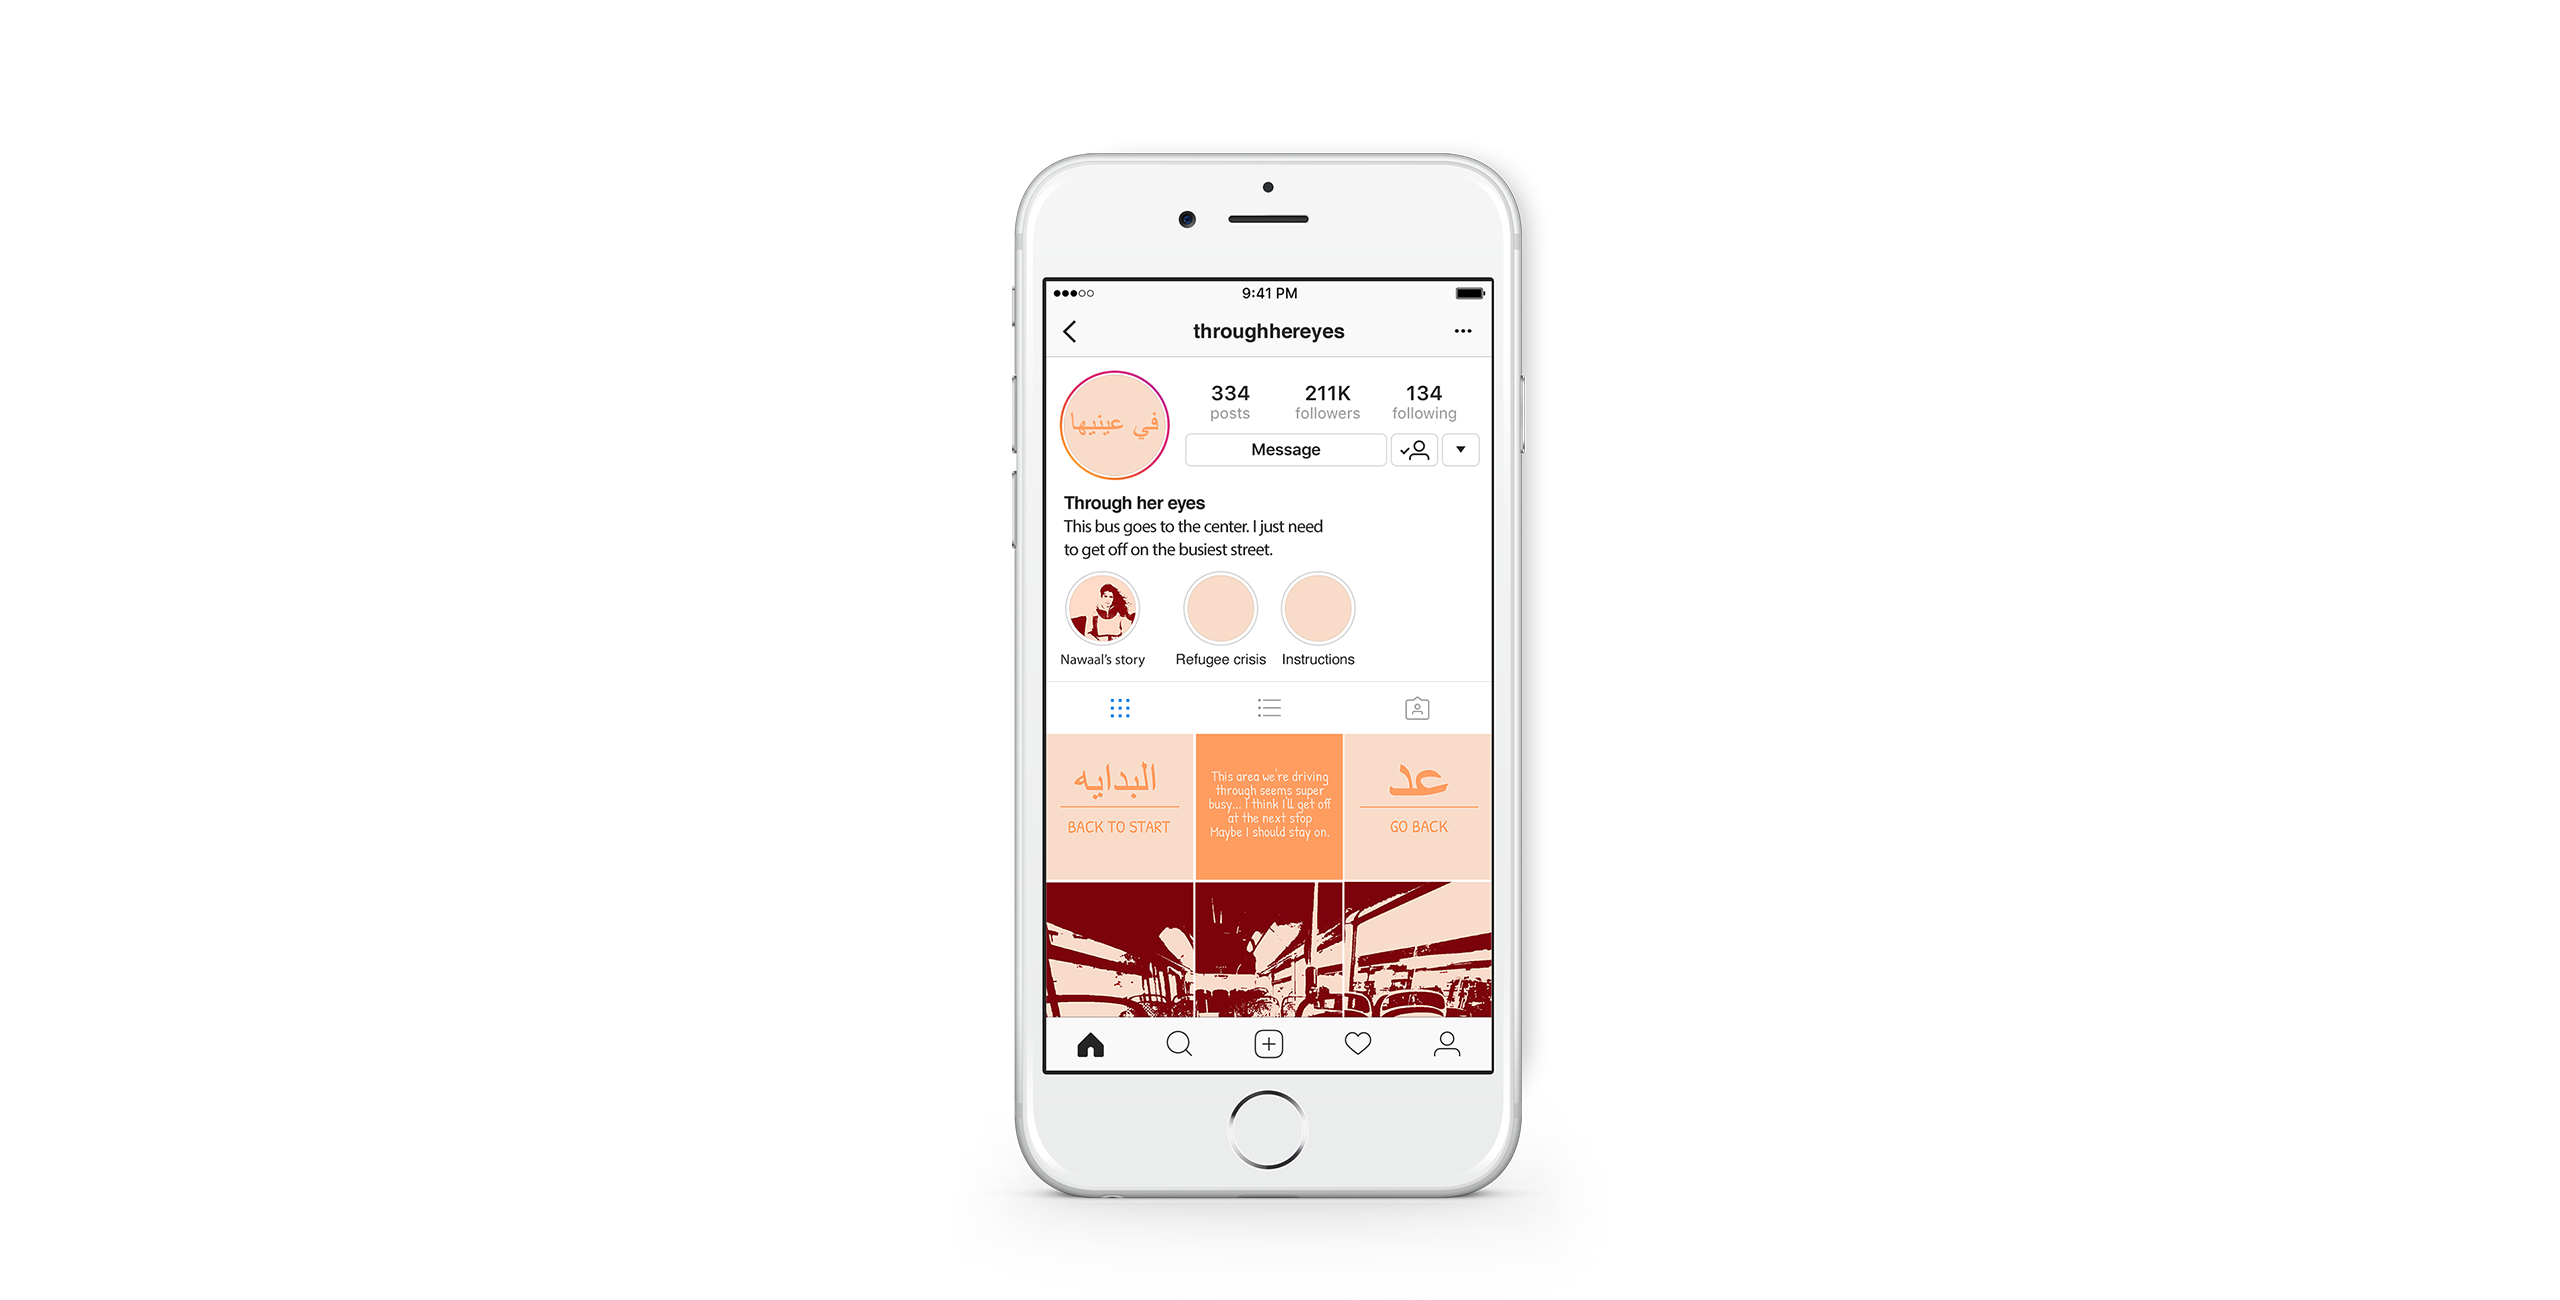 9:41 PM
throughhereyes
334
211K
134
posts
followers
following
في عينيها
Message
Through her eyes
This bus goes to the center. I just need
to get off on the busiest street.
Nawaal's story
Refugee crisis
Instructions
البدايه
BACK TO START
This area we're driving
through seems super
busy... I think I'll get off
at the next stop
Maybe I should stay on.
عد
GO BACK